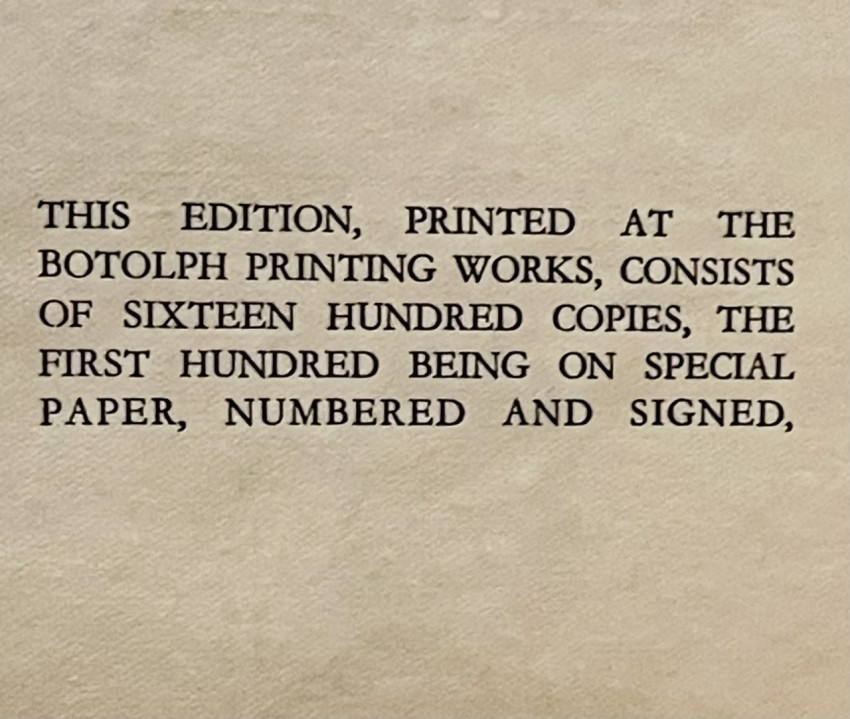 THIS EDITION, PRINTED AT THE
BOTOLPH PRINTING WORKS, CONSISTS
OF SIXTEEN HUNDRED COPIES, THE
FIRST HUNDRED BEING ON SPECIAL
PAPER, NUMBERED AND SIGNED,